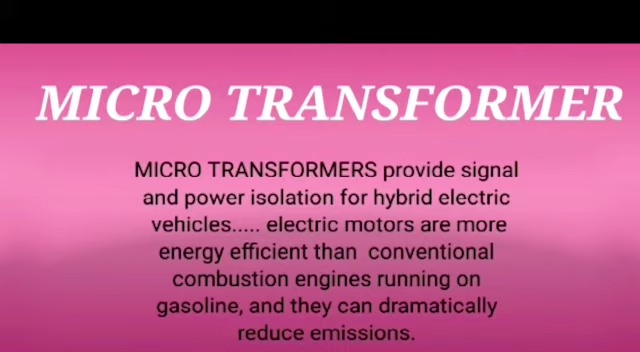 MICRO TRANSFORMER
MICRO TRANSFORMERS provide signal
and power isolation for hybrid electric
vehicles..... electric motors are more
energy efficient than  conventional
combustion engines running on
gasoline, and they can dramatically
reduce emissions.